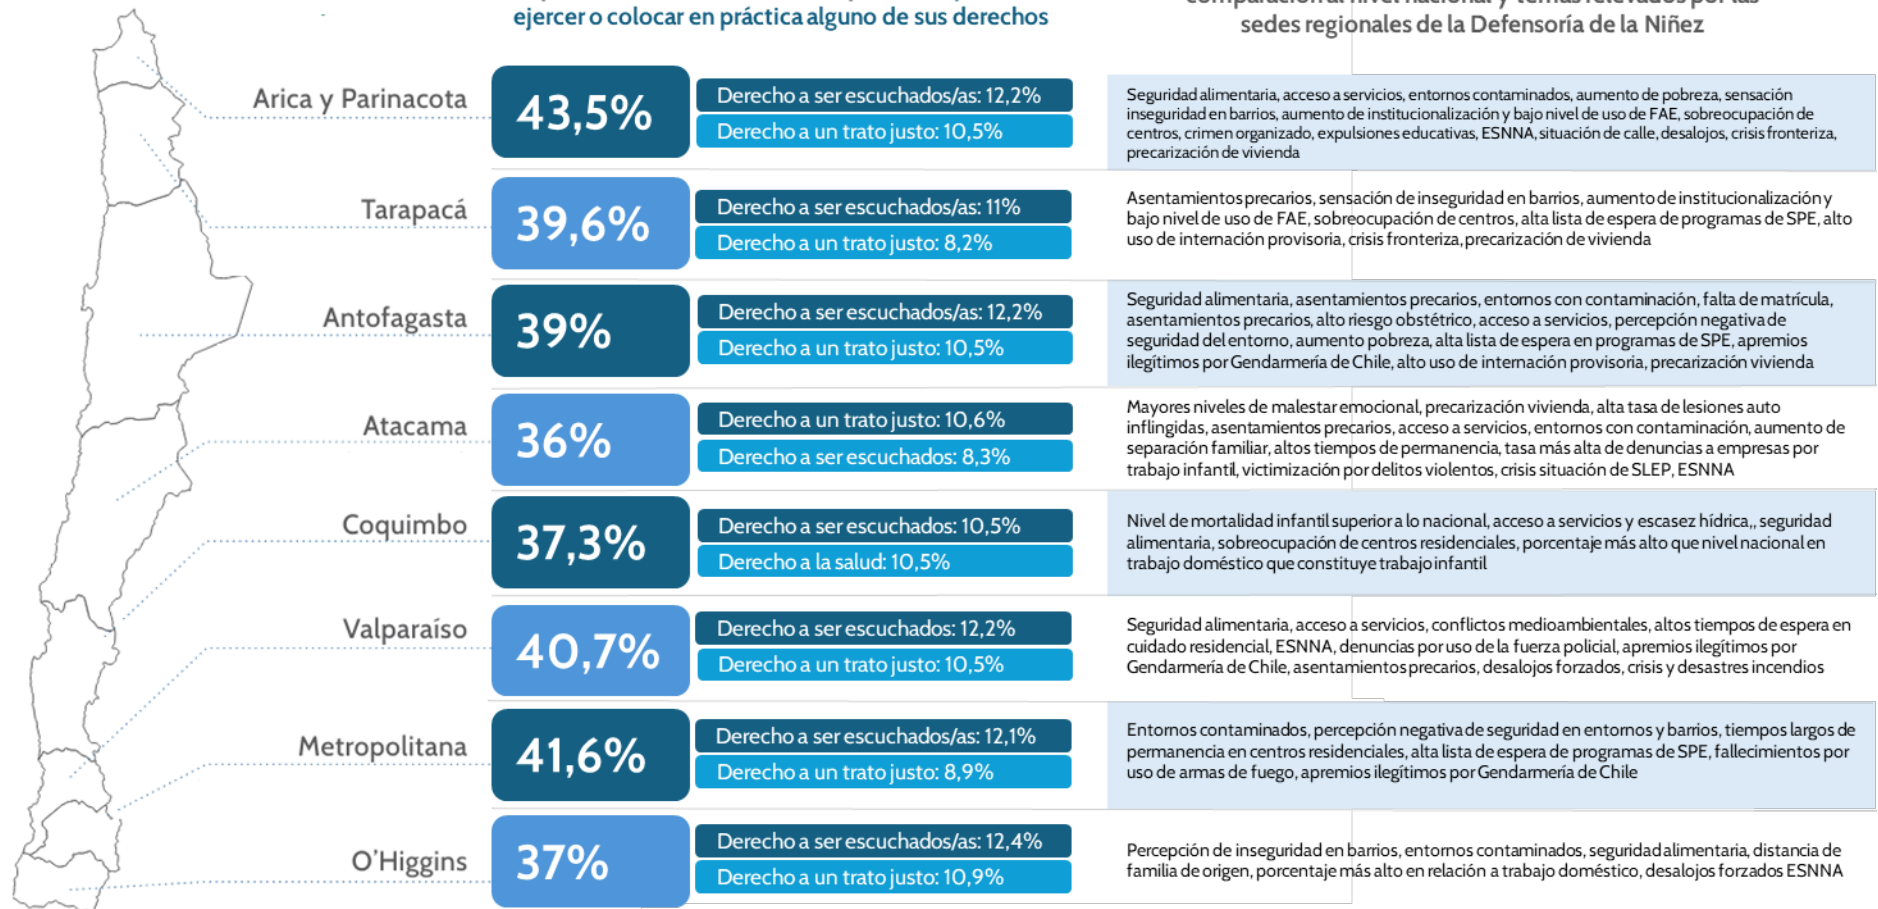 ejercer o colocar en práctica alguno de sus derechos
comparación al nivel nacional y temas relevados por las
sedes regionales de la Defensoría de la Niñez
Arica y Parinacota
43,5%
Derecho a ser escuchados/as: 12,2%
Derecho a un trato justo: 10,5%
Seguridad alimentaria, acceso a servicios, entornos contaminados, aumento de pobreza, sensación
inseguridad en barrios, aumento de institucionalización y bajo nivel de uso de FAE, sobreocupación de
centros, crimen organizado, expulsiones educativas, ESNNA, situación de calle, desalojos, crisis fronteriza,
precarización de vivienda
Tarapacá
39,6%
Derecho a ser escuchados/as: 11%
Derecho a un trato justo: 8,2%
Asentamientos precarios, sensación de inseguridad en barrios, aumento de institucionalización y
bajo nivel de uso de FAE, sobreocupación de centros, alta lista de espera de programas de SPE, alto
uso de internación provisoria, crisis fronteriza, precarización de vivienda
Antofagasta
39%
Derecho a ser escuchados/as: 12,2%
Derecho a un trato justo: 10,5%
Seguridad alimentaria, asentamientos precarios, entornos con contaminación, falta de matrícula,
asentamientos precarios, alto riesgo obstétrico, acceso a servicios, percepción negativa de
seguridad del entorno, aumento pobreza, alta lista de espera en programas de SPE, apremios
ilegítimos por Gendarmería de Chile, alto uso de internación provisoria, precarización vivienda
Atacama
36%
Derecho a un trato justo: 10,6%
Derecho a ser escuchados: 8,3%
Mayores niveles de malestar emocional, precarización vivienda, alta tasa de lesiones auto
inflingidas, asentamientos precarios, acceso a servicios, entornos con contaminación, aumento de
separación familiar, altos tiempos de permanencia, tasa más alta de denuncias a empresas por
trabajo infantil, victimización por delitos violentos, crisis situación de SLEP, ESNNA
Coquimbo
37,3%
Derecho a ser escuchados: 10,5%
Derecho a la salud: 10,5%
Nivel de mortalidad infantil superior a lo nacional, acceso a servicios y escasez hídrica,, seguridad
alimentaria, sobreocupación de centros residenciales, porcentaje más alto que nivel nacional en
trabajo doméstico que constituye trabajo infantil
Valparaíso
40,7%
Derecho a ser escuchados: 12,2%
Derecho a un trato justo: 10,5%
Seguridad alimentaria, acceso a servicios, conflictos medioambientales, altos tiempos de espera en
cuidado residencial, ESNNA, denuncias por uso de la fuerza policial, apremios ilegítimos por
Gendarmería de Chile, asentamientos precarios, desalojos forzados, crisis y desastres incendios
Metropolitana
41,6%
Derecho a ser escuchados/as: 12,1%
Derecho a un trato justo: 8,9%
Entornos contaminados, percepción negativa de seguridad en entornos y barrios, tiempos largos de
permanencia en centros residenciales, alta lista de espera de programas de SPE, fallecimientos por
uso de armas de fuego, apremios ilegítimos por Gendarmería de Chile
O'Higgins
37%
Derecho a ser escuchados/as: 12,4%
Derecho a un trato justo: 10,9%
Percepción de inseguridad en barrios, entornos contaminados, seguridad alimentaria, distancia de
familia de origen, porcentaje más alto en relación a trabajo doméstico, desalojos forzados ESNNA